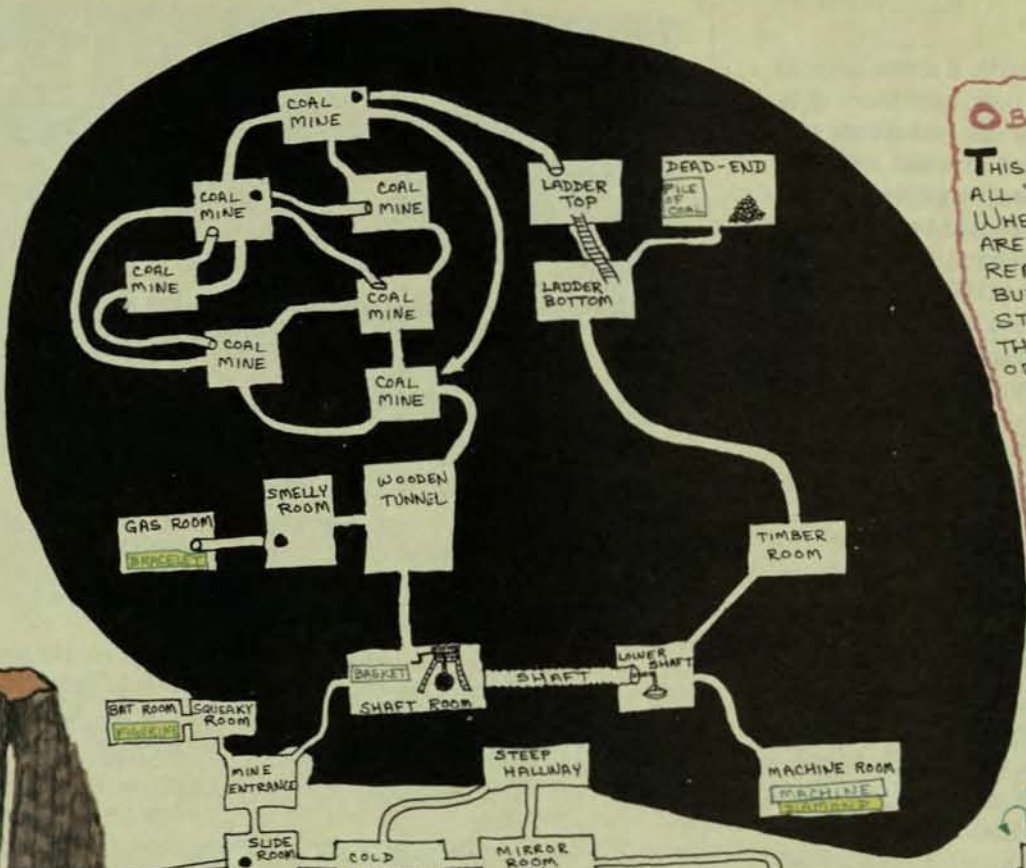 COAL
MINE
COAL
MINE
COAL
MINE
COAL
MINE
COAL
MINE
COAL
MINE
COAL
MINE
LADDER
TOP
DEAD-END
PILE
OF
COAL
LADDER
BOTTOM
OB
THIS
ALL
WHE
ARE
REM
BU
ST
TH
WOODEN
TUNNEL
SMELLY
ROOM
GAS ROOM
BRACELET
TIMBER
ROOM
BASKET
SHAFT ROOM
SHAFT
LOWER
SHAFT
BAT ROOM
FIGURINE
SQUEAKY
ROOM
MINE
ENTRANCE
STEEP
HALLWAY
MACHINE ROOM
MACHINE
DIAMOND
SLIDE
ROOM
COLD
MIRROR
ROOM